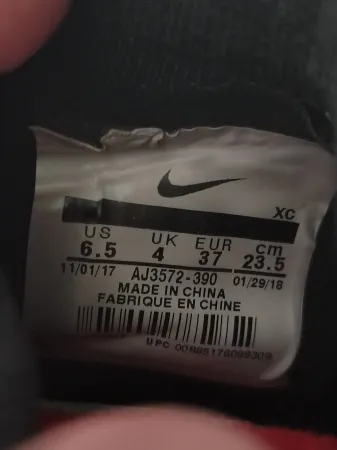 XC
US UK EUR cm
6.5 4 37 23.5
11/01/17 AJ3572-390 01/29/18
MADE IN CHINA
FABRIQUE EN CHINE
UPC